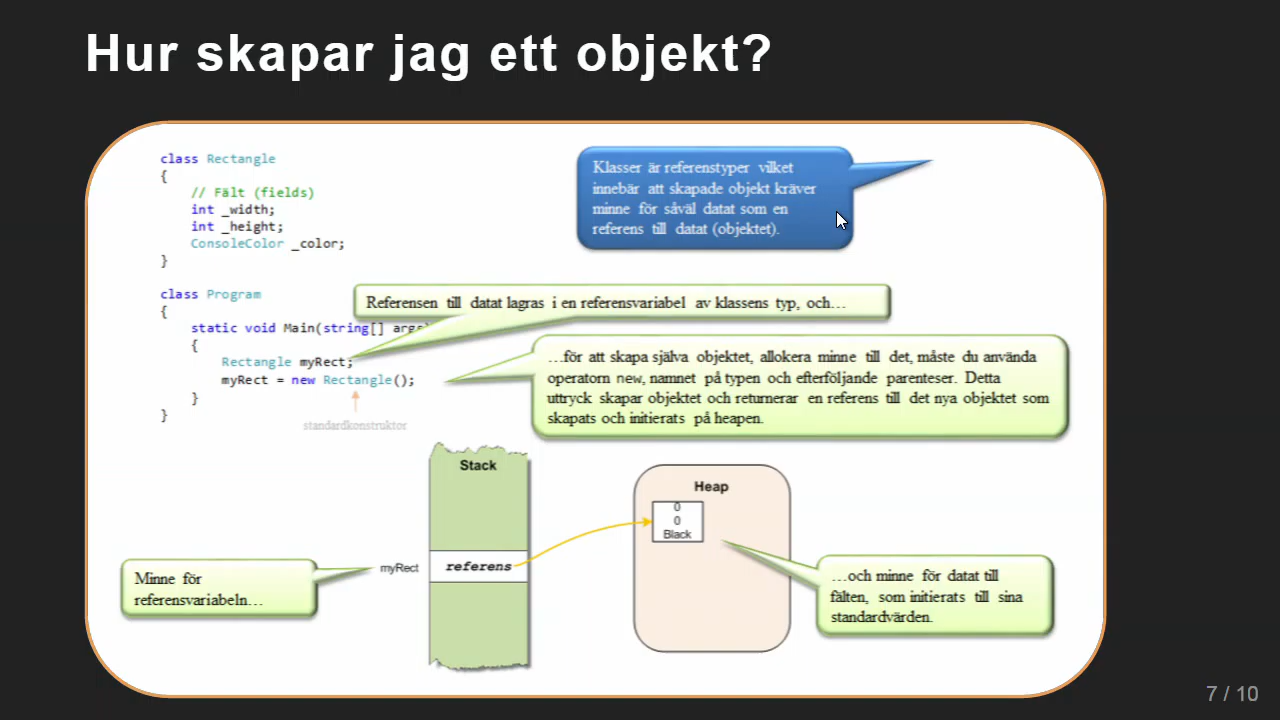 Hur skapar jag ett objekt?
class Rectangle
{
// Fält (fields)
int _width;
int _height;
ConsoleColor _color;
}
class Program
{
static void Main(string[] args)
{
Rectangle myRect;
myRect = new Rectangle();
}
}
standardkonstruktor
Klasser är referenstyper vilket
innebär att skapade objekt kräver
minne för såväl datat som en
referens till datat (objektet).
Referensen till datat lagras i en referensvariabel av klassens typ, och…
…för att skapa själva objektet, allokera minne till det, måste du använda
operatorn new, namnet på typen och efterföljande parenteser. Detta
uttryck skapar objektet och returnerar en referens till det nya objektet som
skapats och initierats på heapen.
Stack
Heap
0
0
Black
Minne för
referensvariabeln…
myRect
referens
…och minne för datat till
fälten, som initierats till sina
standardvärden.
7 / 10